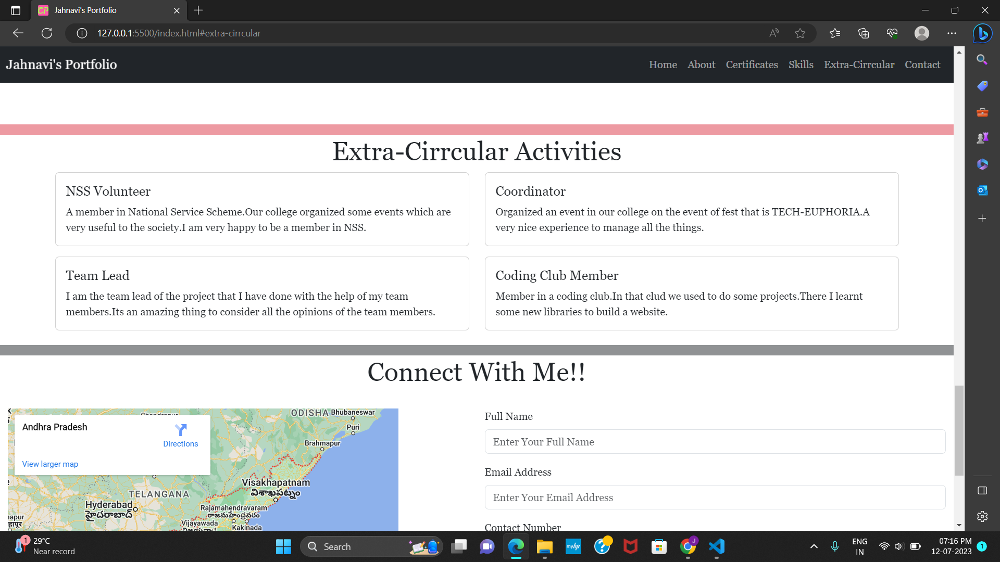 Jahnavi's Portfolio
127.0.0.1:5500/index.html#extra-cirrcular
Jahnavi's Portfolio
Home About Certificates Skills Extra-Cirrcular Contact
Extra-Cirrcular Activities
NSS Volunteer
A member in National Service Scheme.Our college organized some events which are
very useful to the society.I am very happy to be a member in NSS.
Coordinator
Organized an event in our college on the event of fest that is TECH-EUPHORIA.A
very nice experience to manage all the things.
Team Lead
I am the team lead of the project that I have done with the help of my team
members.Its an amazing thing to consider all the opinions of the team members.
Coding Club Member
Member in a coding club.In that clud we used to do some projects.There I learnt
some new libraries to build a website.
Connect With Me!!
Andhra Pradesh
Directions
View larger map
ODISHA
Bhubaneswar
Puri
Brahmapur
Visakhapatnam
విశాఖపట్నం
TELANGANA
Hyderabad
హైదరాబాద్
Rajamahendravaram
రాజమహేంద్రవరం
Vijayawada
Kakinada
Full Name
Enter Your Full Name
Email Address
Enter Your Email Address
Contact Number
1
29°C
Near record
Search
myhp
J
ENG
IN
07:16 PM
12-07-2023
1